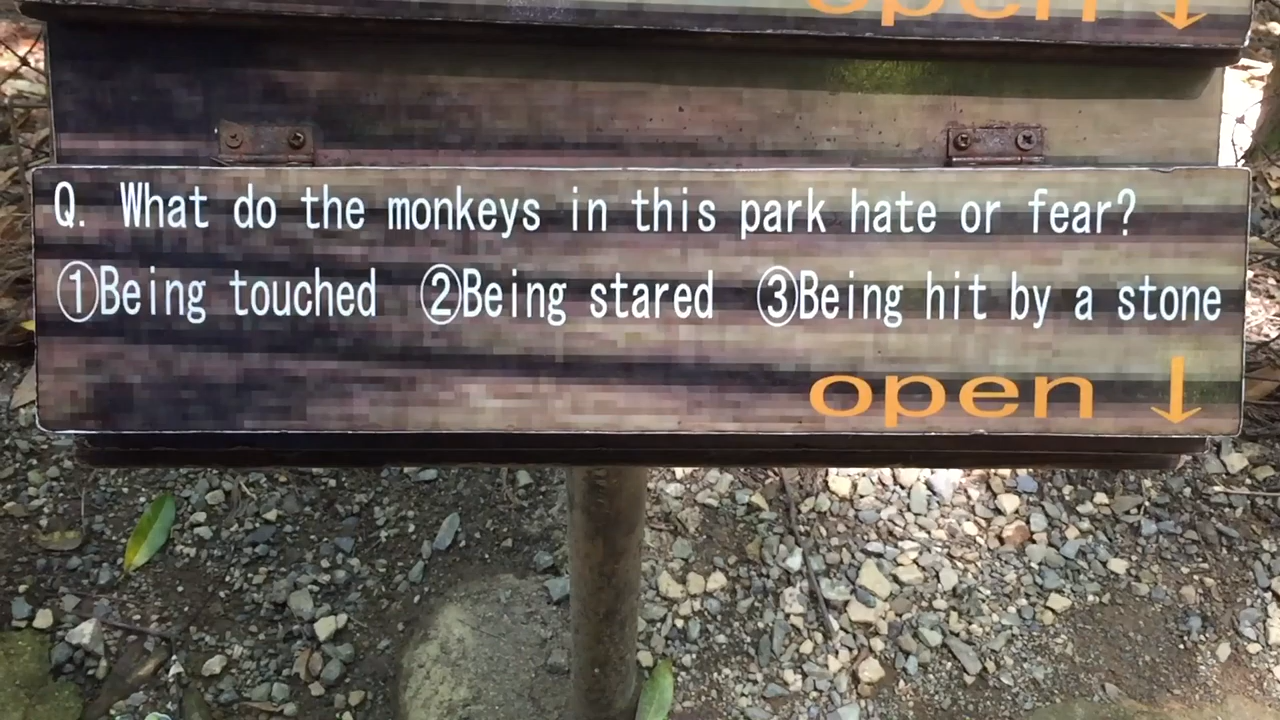 open ↓
Q. What do the monkeys in this park hate or fear?
①Being touched ②Being stared ③Being hit by a stone
open ↓